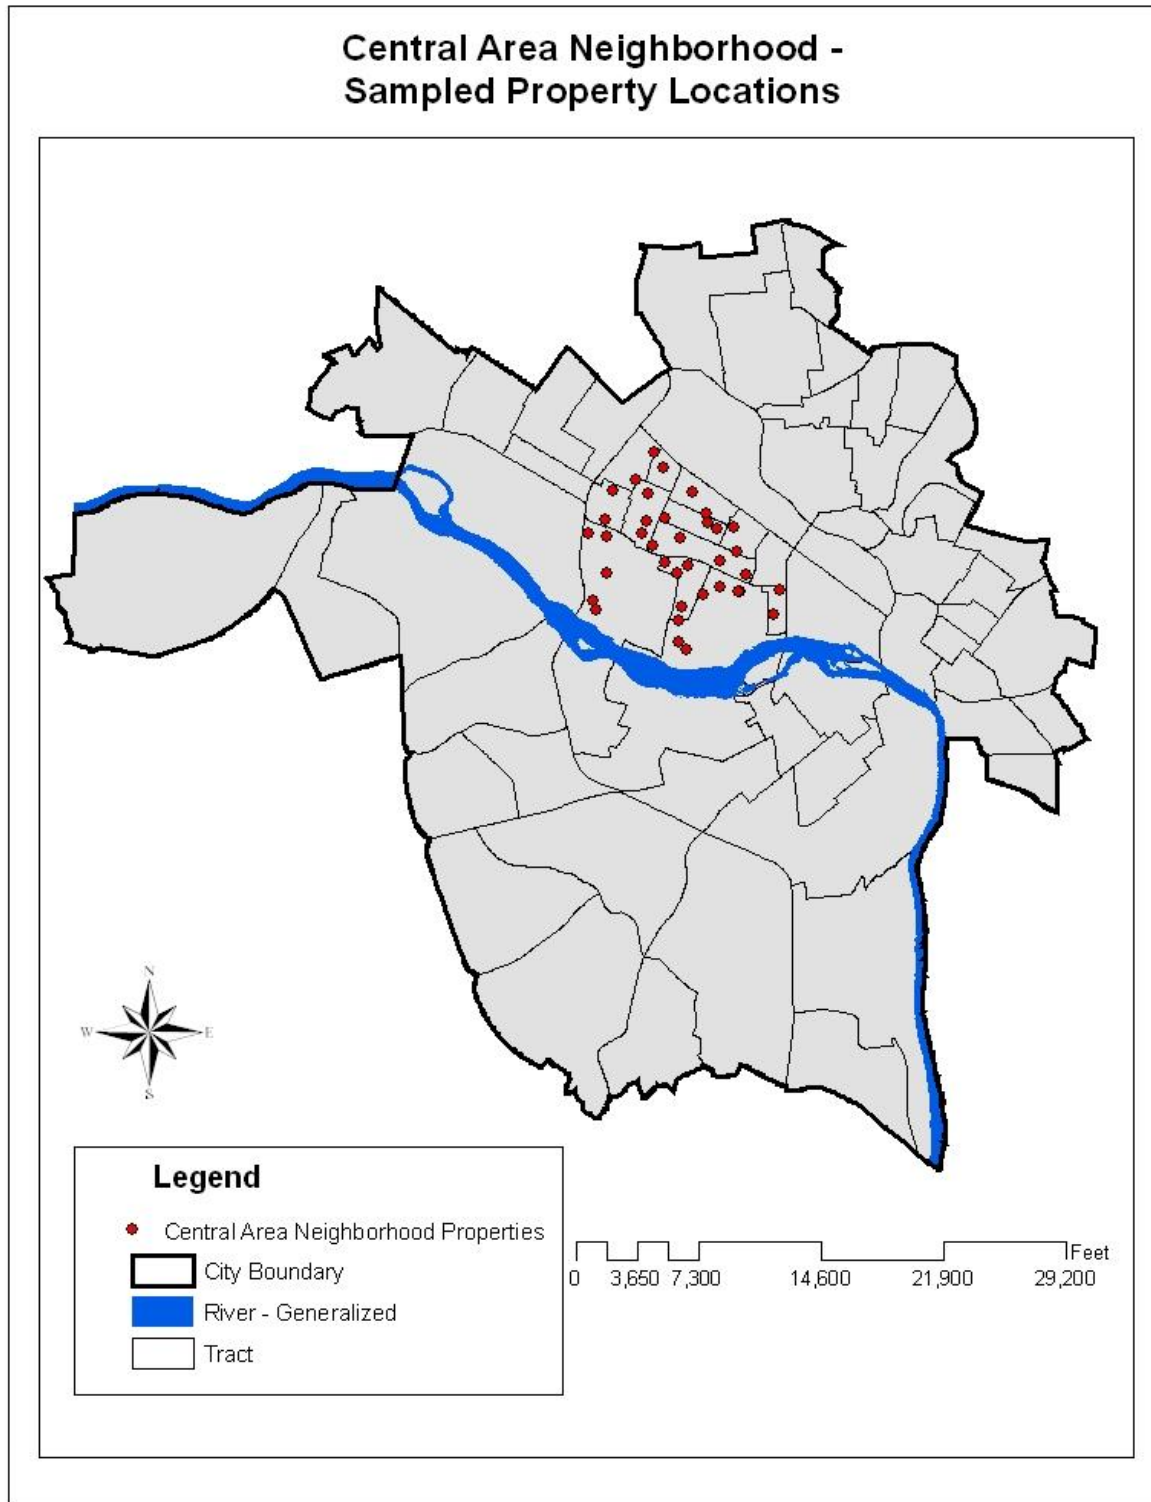 Central Area Neighborhood -
Sampled Property Locations
N
W E
S
Legend
Central Area Neighborhood Properties
City Boundary
River - Generalized
Tract
Feet
0 3,650 7,300 14,600 21,900 29,200